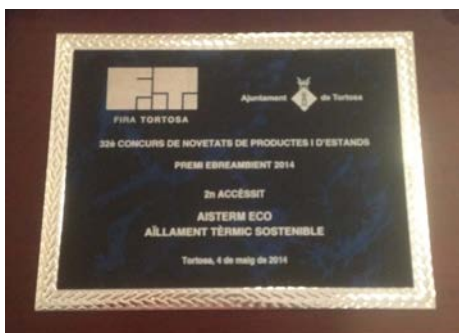 FIRA TORTOSA
Ajuntament de Tortosa
32è CONCURS DE NOVETATS DE PRODUCTES I D'ESTANDS
PREMI EBREAMBIENT 2014
2n ACCÈSSIT
AISTERM ECO
AÏLLAMENT TÈRMIC SOSTENIBLE
Tortosa, 4 de maig de 2014